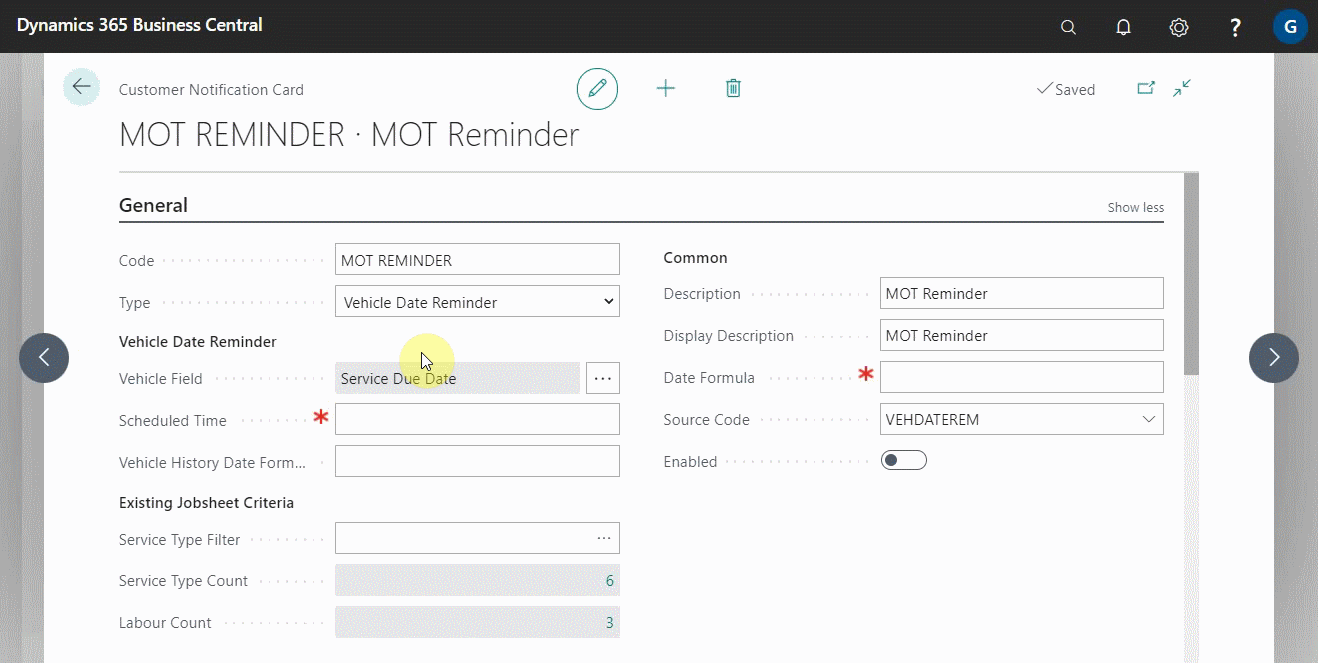 Dynamics 365 Business Central
?
G
Customer Notification Card
Saved
MOT REMINDER · MOT Reminder
General
Show less
Code
MOT REMINDER
Type
Vehicle Date Reminder
Vehicle Date Reminder
Vehicle Field
Service Due Date
...
Scheduled Time
*
Vehicle History Date Form...
Existing Jobsheet Criteria
Service Type Filter
...
Service Type Count
6
Labour Count
3
Common
Description
MOT Reminder
Display Description
MOT Reminder
Date Formula
*
Source Code
VEHDATEREM
Enabled